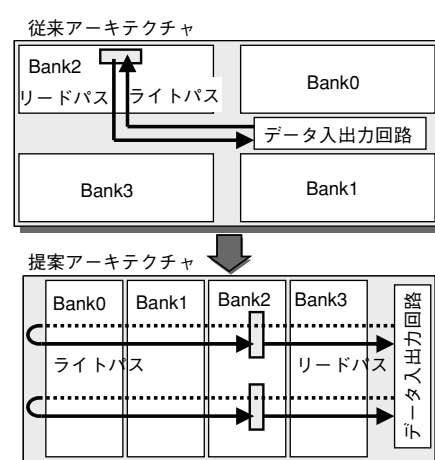 従来アーキテクチャ
Bank2
Bank0
リードパス ライトパス
データ入出力回路
Bank3
Bank1
提案アーキテクチャ
Bank0 Bank1 Bank2 Bank3
ライトパス
リードパス
データ入出力回路